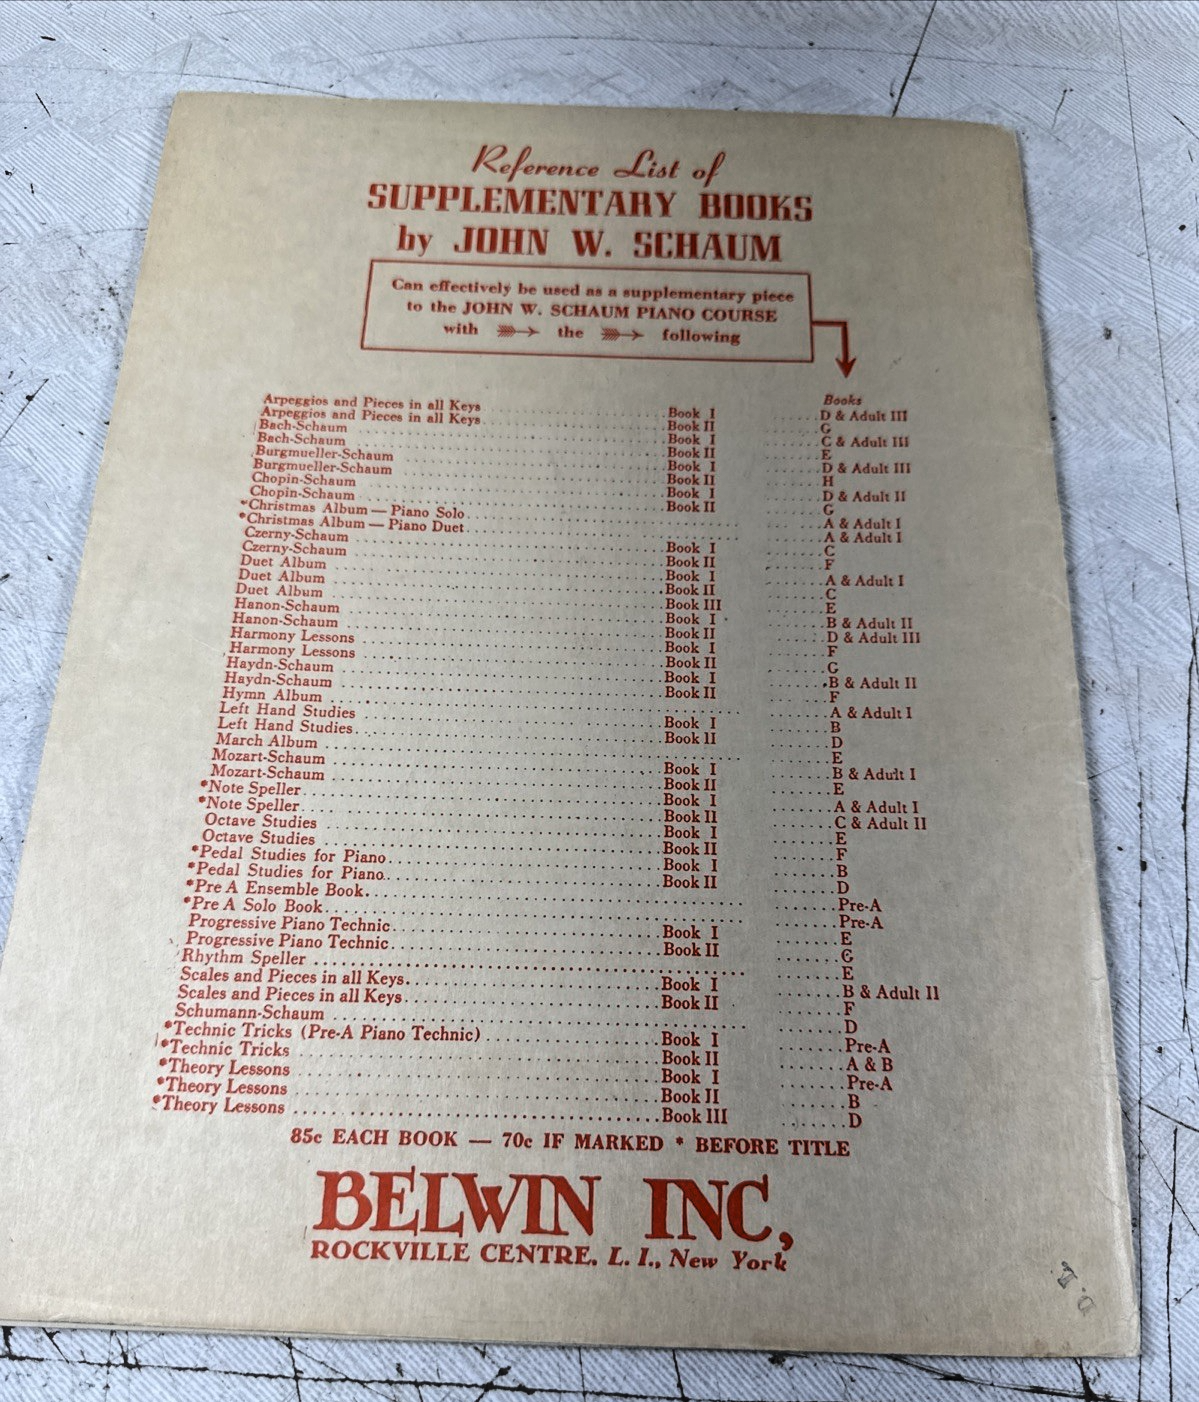 Reference List of
SUPPLEMENTARY BOOKS
by JOHN W. SCHAUM
Can effectively be used as a supplementary piece
to the JOHN W. SCHAUM PIANO COURSE
with the following
Books
Arpeggios and Pieces in all Keys Book I D & Adult III
Arpeggios and Pieces in all Keys Book II G
Bach-Schaum Book I C & Adult III
Bach-Schaum Book II E
Burgmueller-Schaum Book I D & Adult III
Burgmueller-Schaum Book II H
Chopin-Schaum Book I D & Adult II
Chopin-Schaum Book II G
*Christmas Album — Piano Solo A & Adult I
*Christmas Album — Piano Duet A & Adult I
Czerny-Schaum Book I C
Czerny-Schaum Book II F
Duet Album Book I A & Adult I
Duet Album Book II C
Duet Album Book III E
Hanon-Schaum Book I B & Adult II
Hanon-Schaum Book II D & Adult III
Harmony Lessons Book I F
Harmony Lessons Book II G
Haydn-Schaum Book I B & Adult II
Haydn-Schaum Book II F
Hymn Album A & Adult I
Left Hand Studies Book I B
Left Hand Studies Book II D
March Album E
Mozart-Schaum Book I B & Adult I
Mozart-Schaum Book II E
*Note Speller Book I A & Adult I
*Note Speller Book II C & Adult II
Octave Studies Book I E
Octave Studies Book II F
*Pedal Studies for Piano Book I B
*Pedal Studies for Piano Book II D
*Pre A Ensemble Book Pre-A
*Pre A Solo Book Pre-A
Progressive Piano Technic Book I E
Progressive Piano Technic Book II G
Rhythm Speller E
Scales and Pieces in all Keys Book I B & Adult II
Scales and Pieces in all Keys Book II F
Schumann-Schaum D
*Technic Tricks (Pre-A Piano Technic) Book I Pre-A
*Technic Tricks Book II A & B
*Theory Lessons Book I Pre-A
*Theory Lessons Book II B
*Theory Lessons Book III D
85c EACH BOOK — 70c IF MARKED * BEFORE TITLE
BELWIN INC,
ROCKVILLE CENTRE, L. I., New York